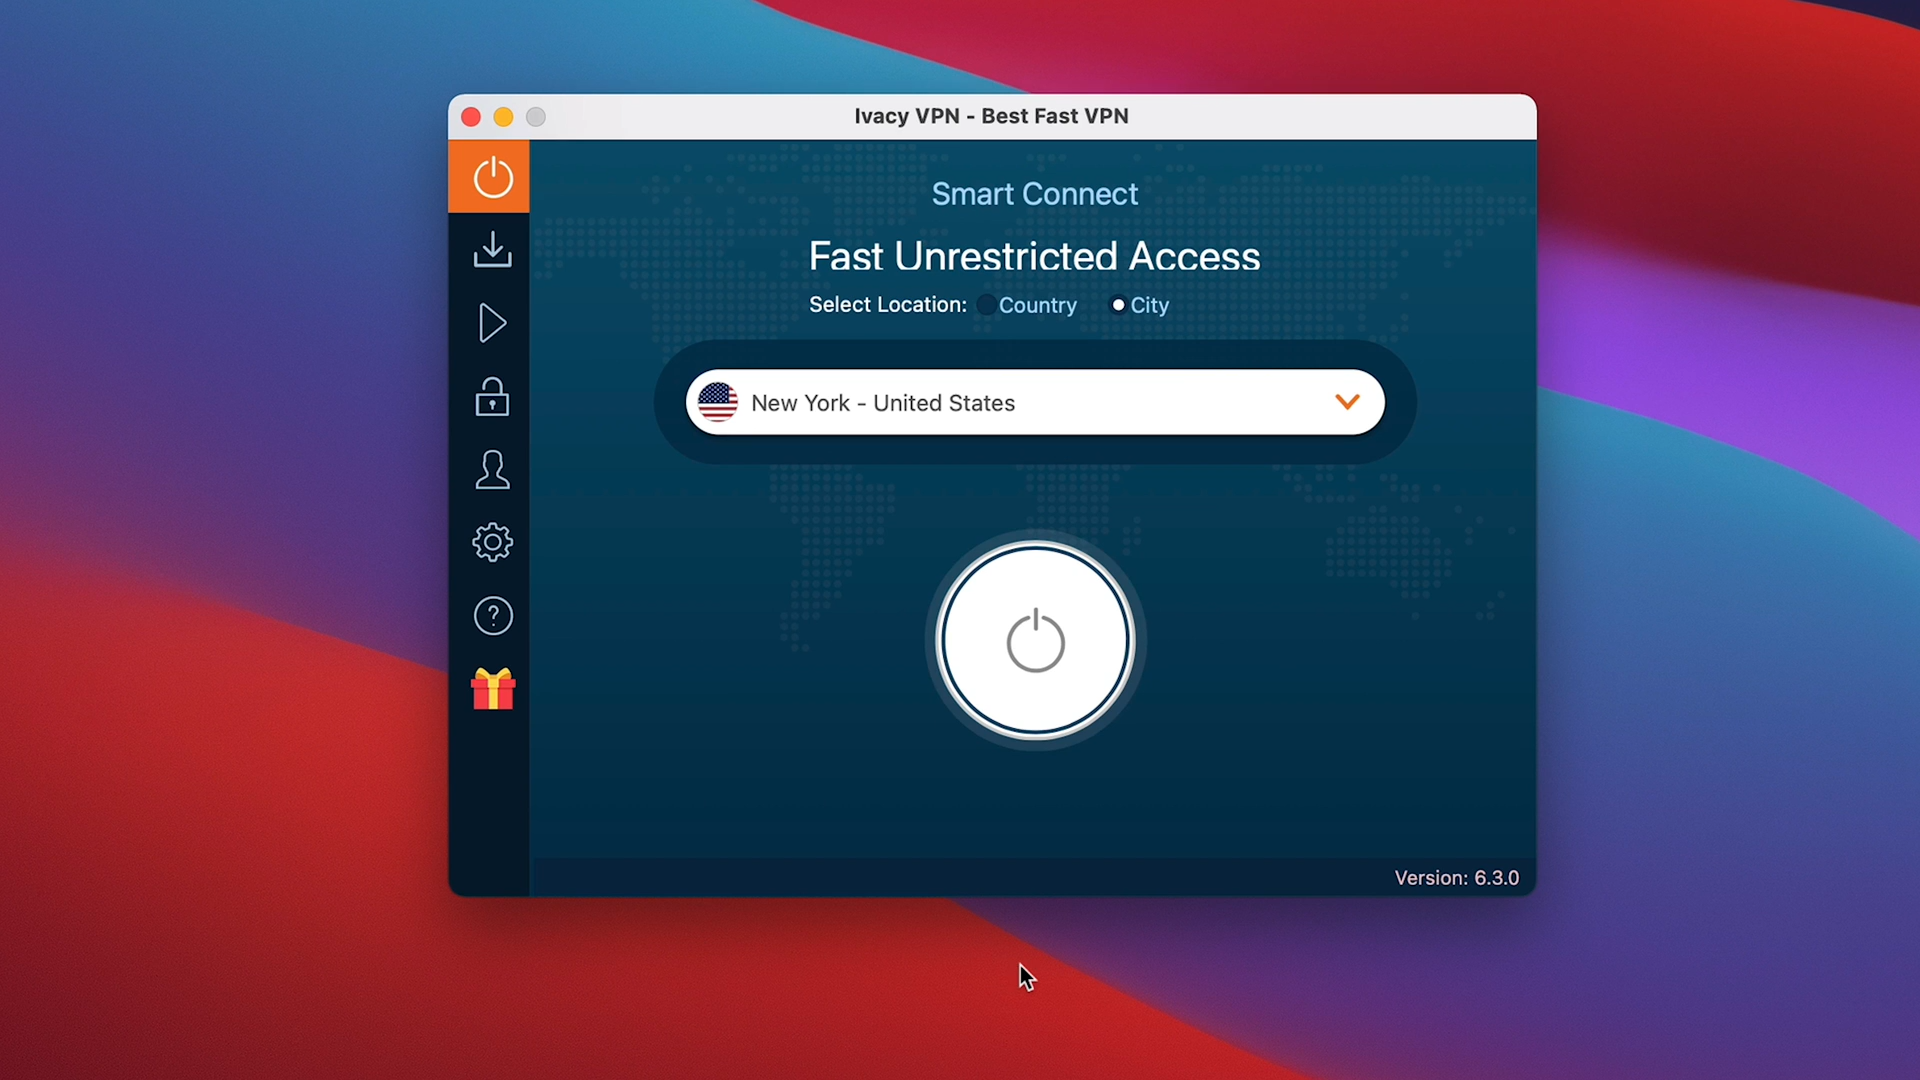 Ivacy VPN - Best Fast VPN
Smart Connect
Fast Unrestricted Access
Select Location: Country City
New York - United States
?
Version: 6.3.0